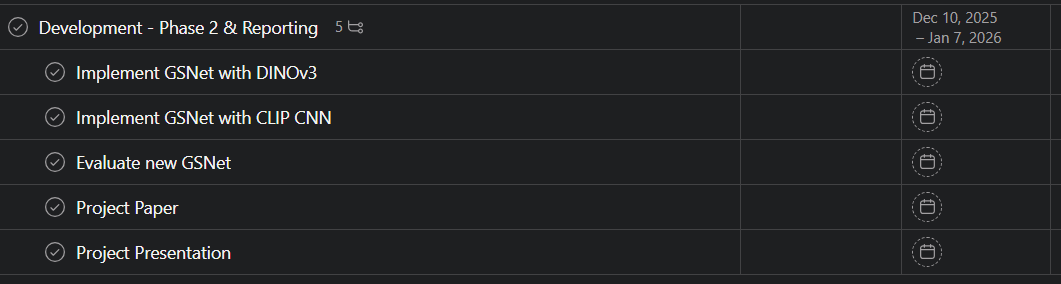 Development - Phase 2 & Reporting 5
Dec 10, 2025
– Jan 7, 2026
Implement GSNet with DINOv3
Implement GSNet with CLIP CNN
Evaluate new GSNet
Project Paper
Project Presentation